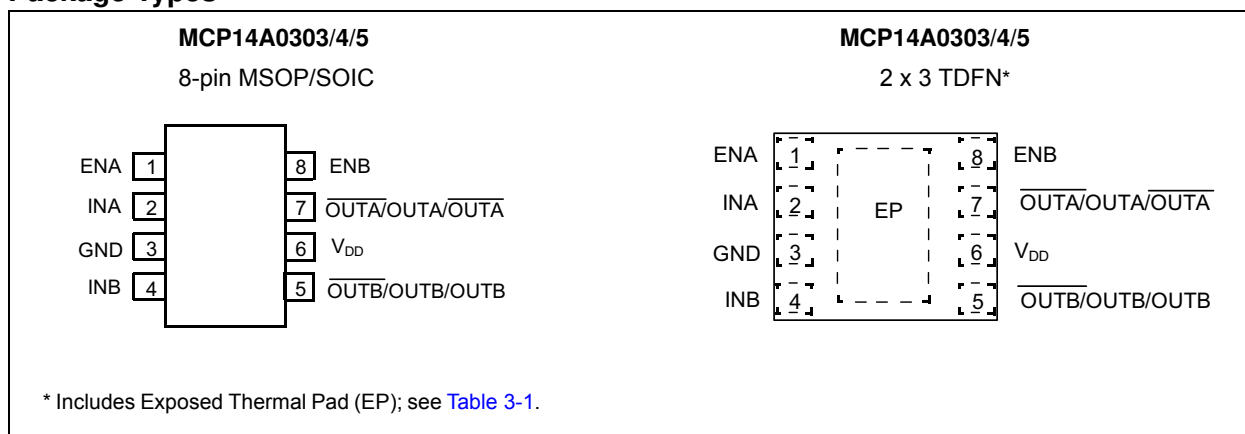 Package Types
MCP14A0303/4/5
8-pin MSOP/SOIC
ENA 1
8 ENB
INA 2
7 OUTA/OUTA/OUTA
GND 3
6 VDD
INB 4
5 OUTB/OUTB/OUTB
MCP14A0303/4/5
2 x 3 TDFN*
EP
ENA 1
8 ENB
INA 2
7 OUTA/OUTA/OUTA
GND 3
6 VDD
INB 4
5 OUTB/OUTB/OUTB
* Includes Exposed Thermal Pad (EP); see Table 3-1.